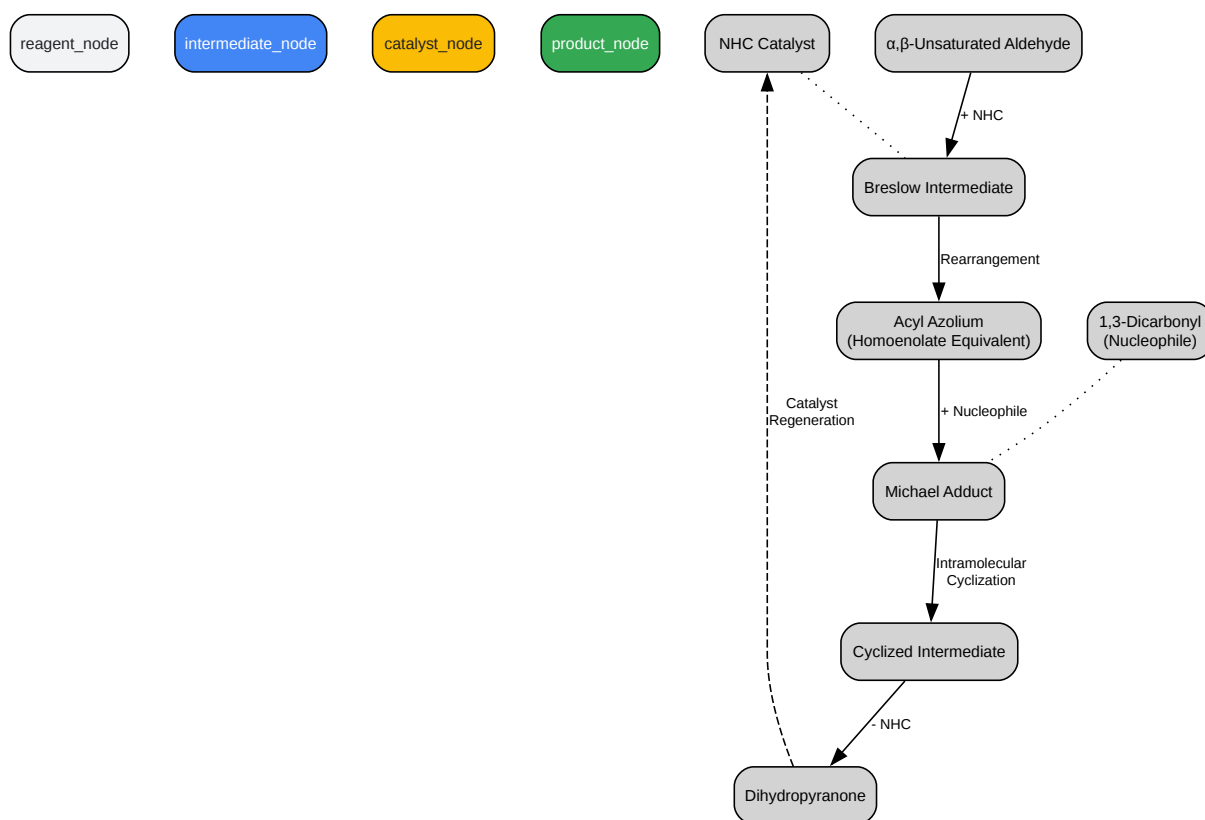 reagent_node
intermediate_node
catalyst_node
product_node
NHC Catalyst
α,β-Unsaturated Aldehyde
+ NHC
Breslow Intermediate
Rearrangement
Acyl Azolium
(Homoenolate Equivalent)
1,3-Dicarbonyl
(Nucleophile)
Catalyst
Regeneration
+ Nucleophile
Michael Adduct
Intramolecular
Cyclization
Cyclized Intermediate
- NHC
Dihydropyranone